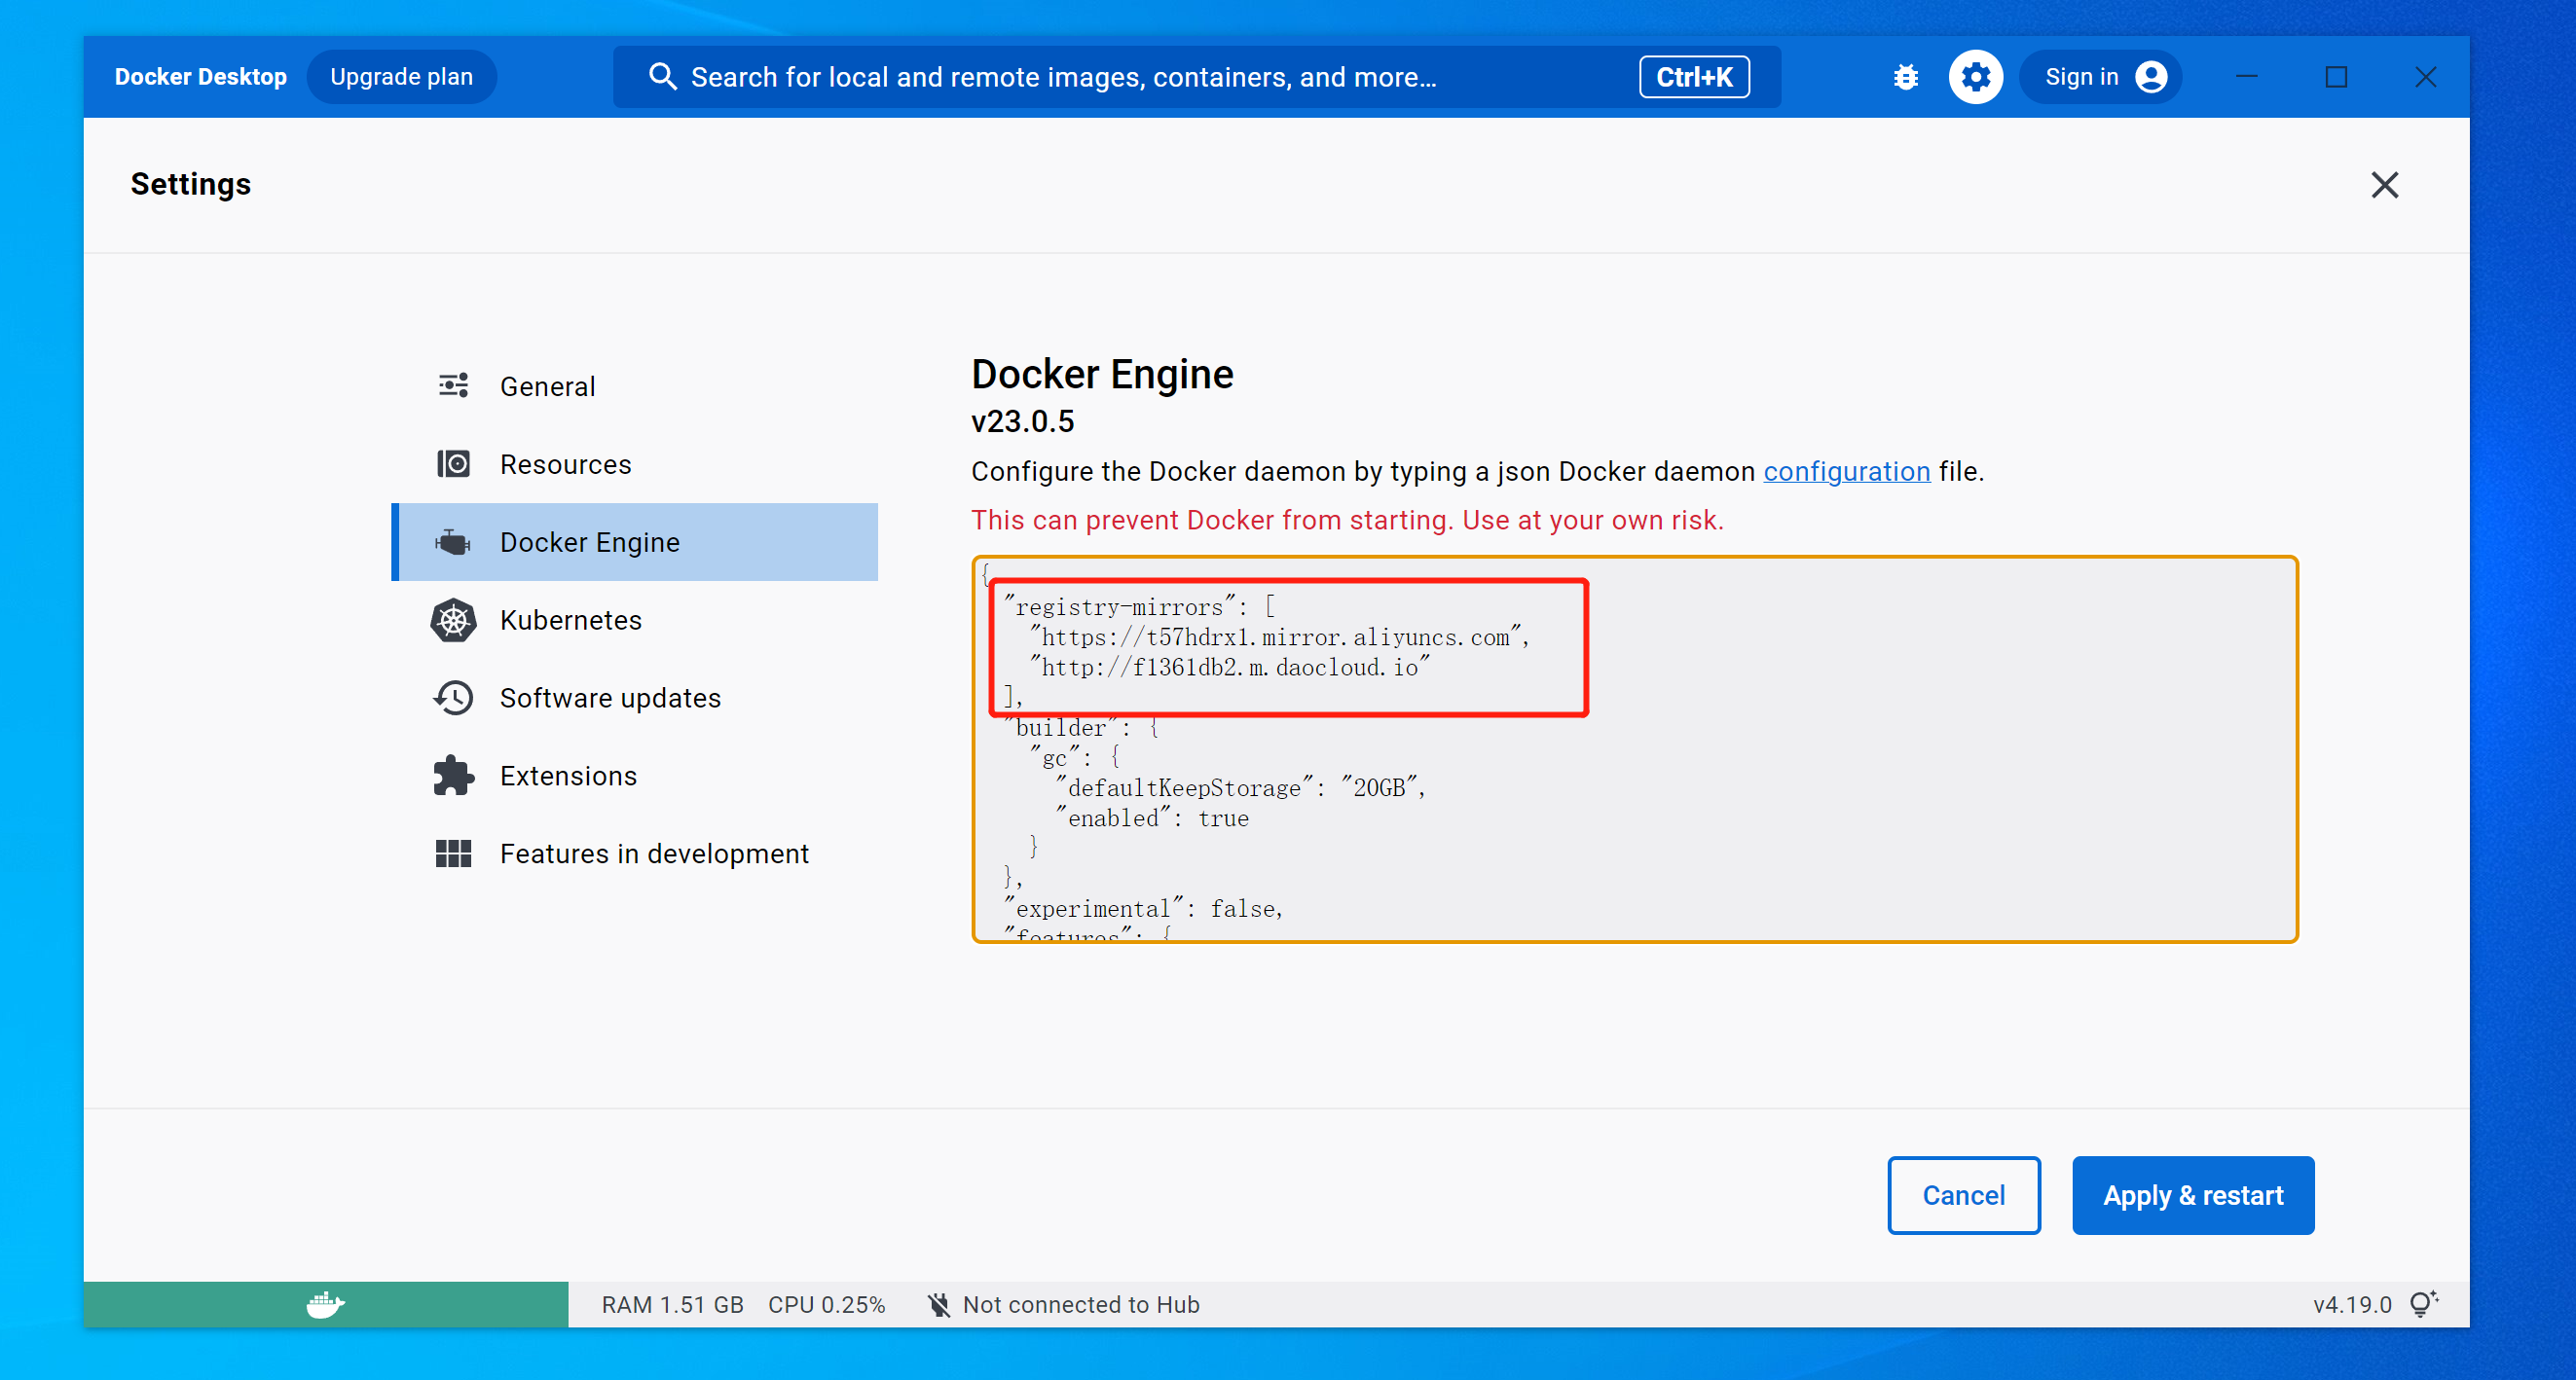 Docker Desktop Upgrade plan Search for local and remote images, containers, and more... Ctrl+K Sign in
Settings
General
Resources
Docker Engine
Kubernetes
Software updates
Extensions
Features in development
Docker Engine
v23.0.5
Configure the Docker daemon by typing a json Docker daemon configuration file.
This can prevent Docker from starting. Use at your own risk.
{
"registry-mirrors": [
"https://t57hdrx1.mirror.aliyuncs.com",
"http://f1361db2.m.daocloud.io"
],
"builder": {
"gc": {
"defaultKeepStorage": "20GB",
"enabled": true
}
},
"experimental": false,
"features": {
Cancel Apply & restart
RAM 1.51 GB CPU 0.25% Not connected to Hub v4.19.0